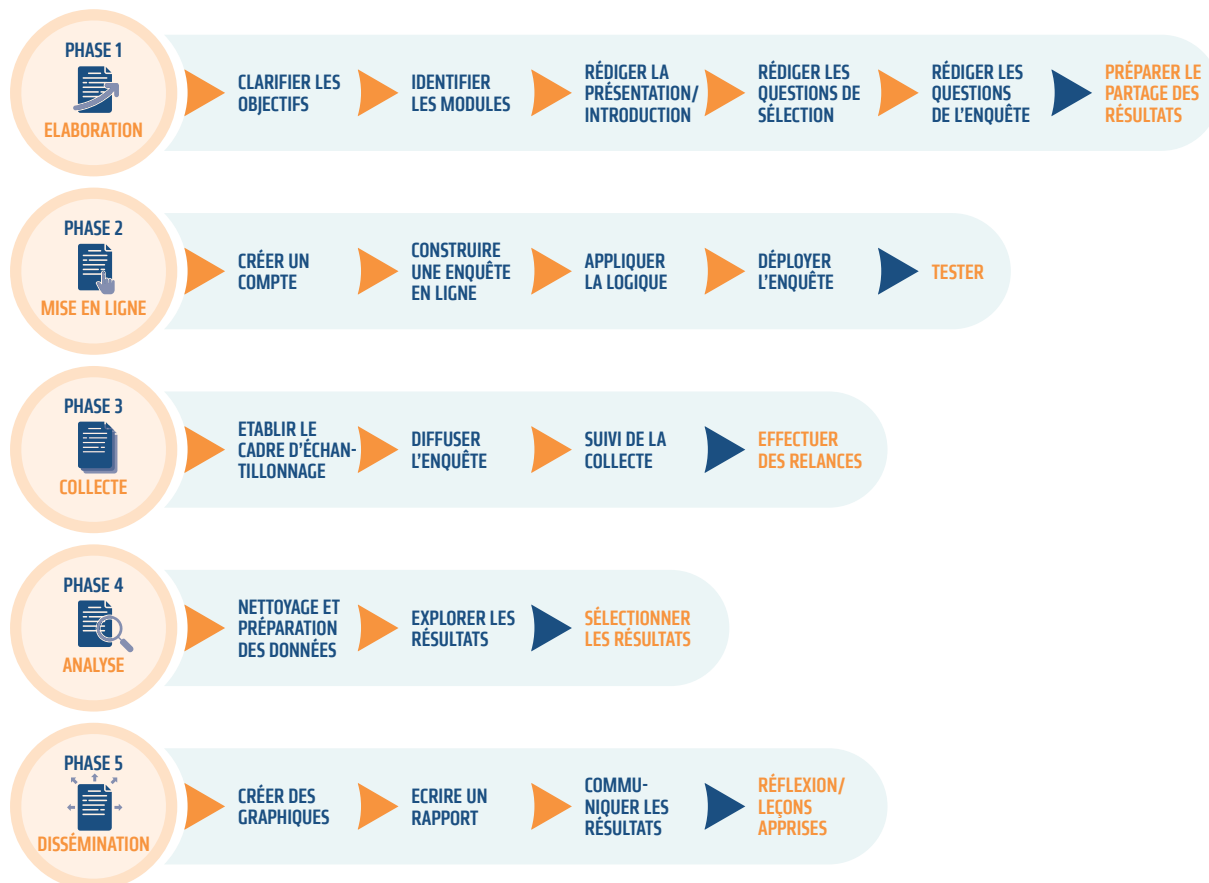 PHASE 1
ELABORATION
CLARIFIER LES
OBJECTIFS
IDENTIFIER
LES MODULES
RÉDIGER LA
PRÉSENTATION/
INTRODUCTION
RÉDIGER LES
QUESTIONS DE
SÉLECTION
RÉDIGER LES
QUESTIONS
DE L'ENQUÊTE
PRÉPARER LE
PARTAGE DES
RÉSULTATS
PHASE 2
MISE EN LIGNE
CRÉER UN
COMPTE
CONSTRUIRE
UNE ENQUÊTE
EN LIGNE
APPLIQUER
LA LOGIQUE
DÉPLOYER
L'ENQUÊTE
TESTER
PHASE 3
COLLECTE
ETABLIR LE
CADRE D'ÉCHAN-
TILLONNAGE
DIFFUSER
L'ENQUÊTE
SUIVI DE LA
COLLECTE
EFFECTUER
DES RELANCES
PHASE 4
ANALYSE
NETTOYAGE ET
PRÉPARATION
DES DONNÉES
EXPLORER LES
RÉSULTATS
SÉLECTIONNER
LES RÉSULTATS
PHASE 5
DISSÉMINATION
CRÉER DES
GRAPHIQUES
ECRIRE UN
RAPPORT
COMMU-
NIQUER LES
RÉSULTATS
RÉFLEXION/
LEÇONS
APPRISES